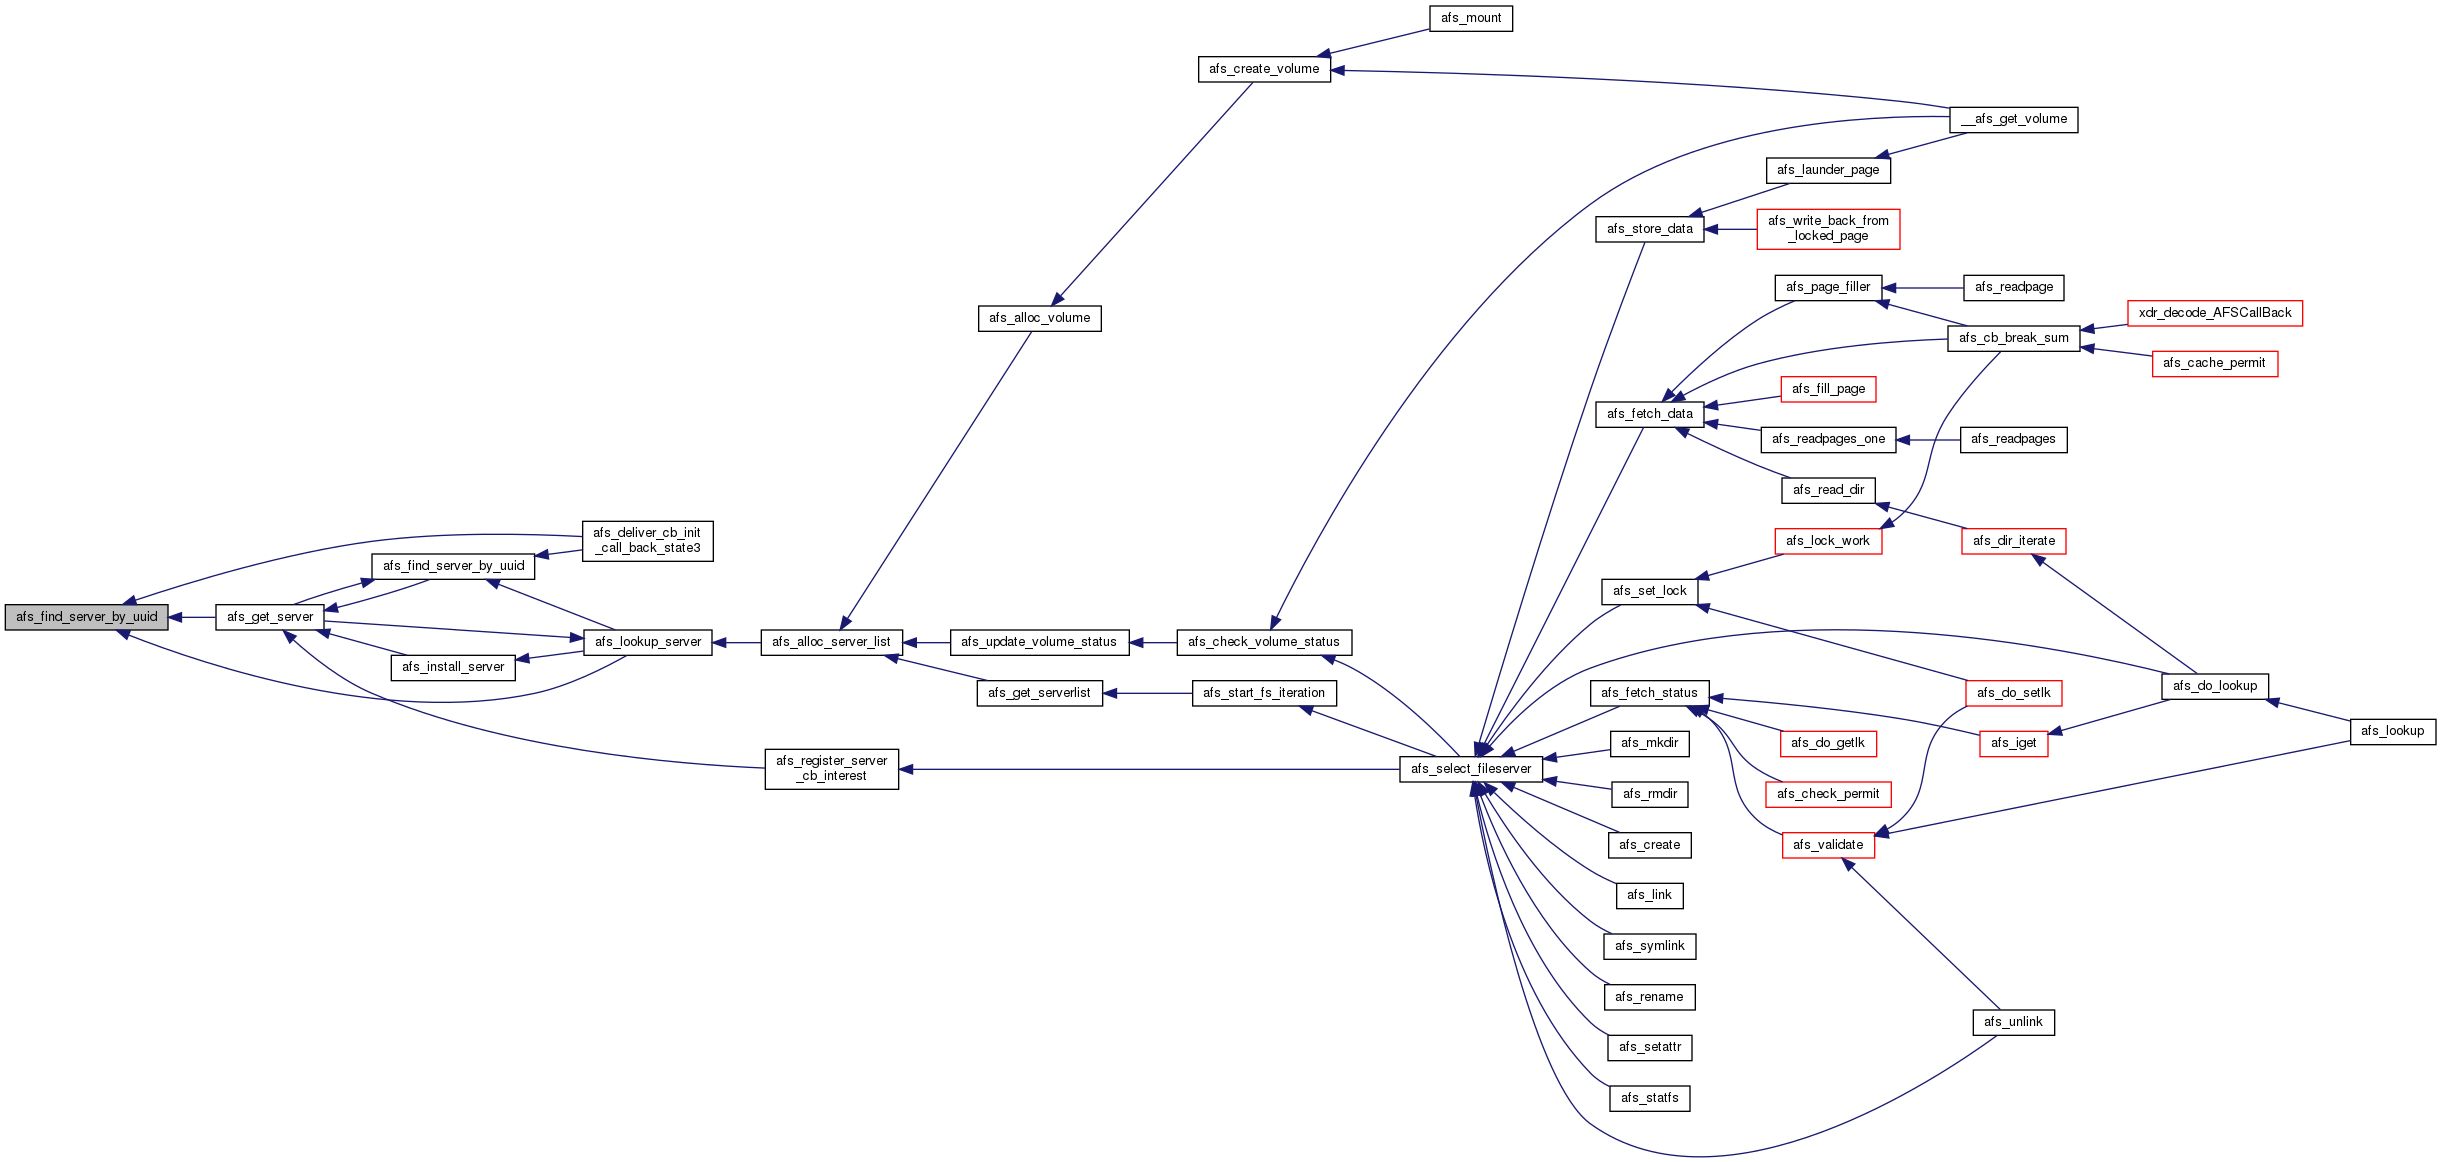 afs_mount
afs_create_volume
__afs_get_volume
afs_launder_page
afs_write_back_from
_locked_page
afs_store_data
afs_page_filler
afs_readpage
xdr_decode_AFSCallBack
afs_alloc_volume
afs_cb_break_sum
afs_cache_permit
afs_fill_page
afs_fetch_data
afs_readpages_one
afs_readpages
afs_read_dir
afs_deliver_cb_init
_call_back_state3
afs_lock_work
afs_dir_iterate
afs_find_server_by_uuid
afs_set_lock
afs_find_server_by_uuid
afs_get_server
afs_lookup_server
afs_alloc_server_list
afs_update_volume_status
afs_check_volume_status
afs_install_server
afs_do_lookup
afs_get_serverlist
afs_start_fs_iteration
afs_fetch_status
afs_do_setlk
afs_lookup
afs_mkdir
afs_do_getlk
afs_iget
afs_register_server
_cb_interest
afs_select_fileserver
afs_rmdir
afs_check_permit
afs_create
afs_validate
afs_link
afs_symlink
afs_rename
afs_unlink
afs_setattr
afs_statfs